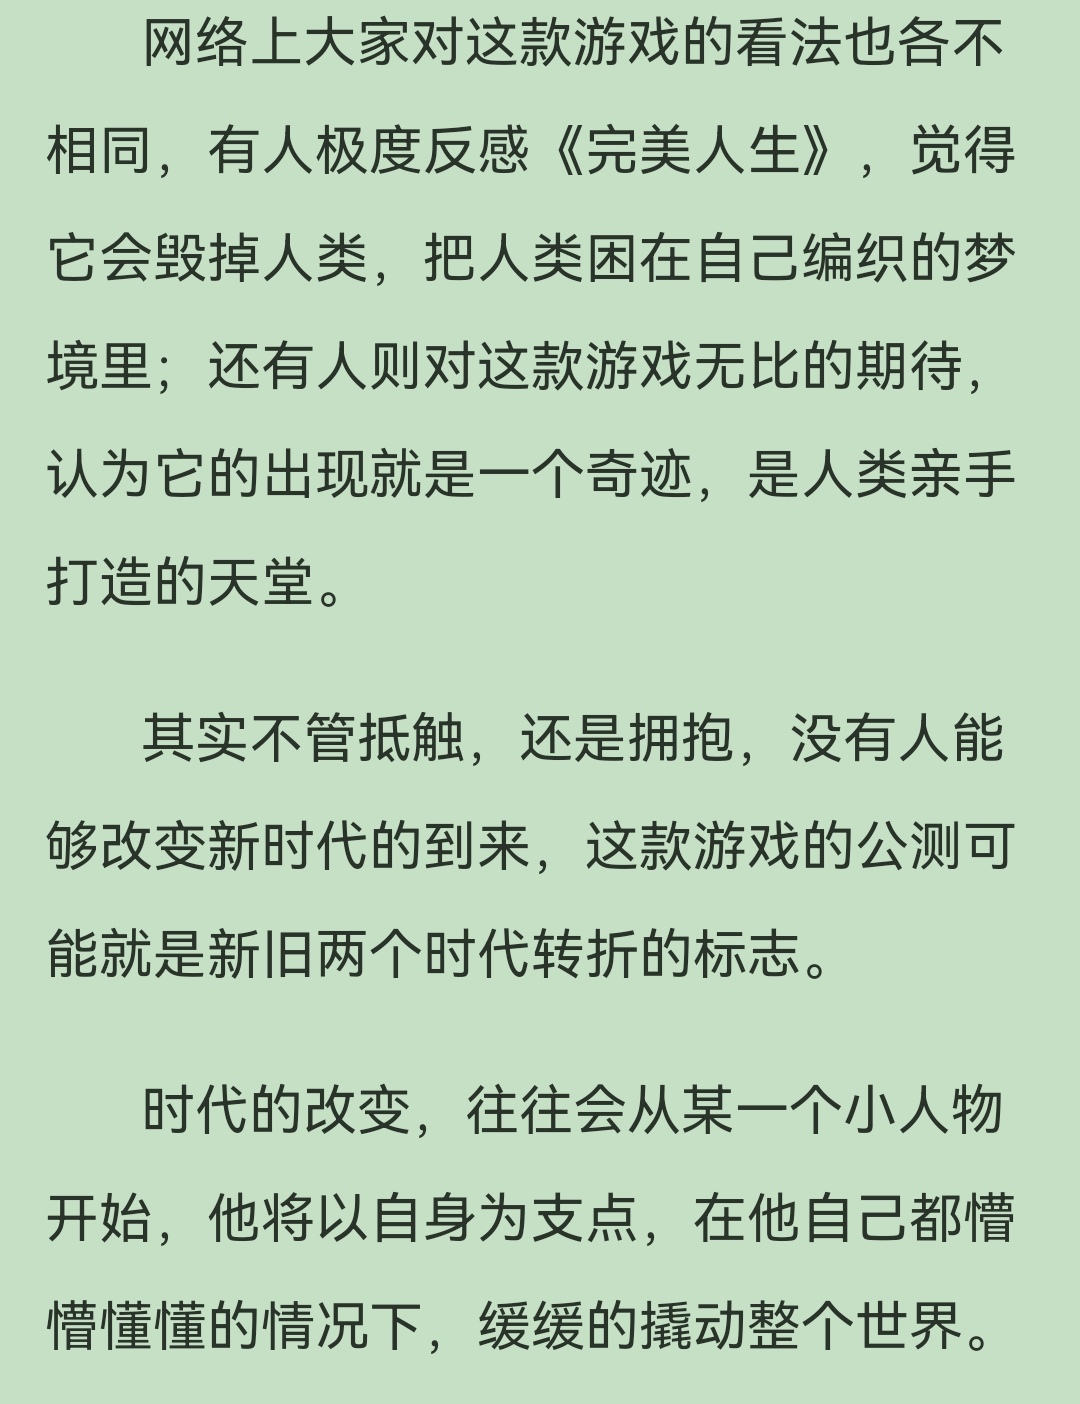 网络上大家对这款游戏的看法也各不
相同，有人极度反感《完美人生》，觉得
它会毁掉人类，把人类困在自己编织的梦
境里；还有人则对这款游戏无比的期待，
认为它的出现就是一个奇迹，是人类亲手
打造的天堂。
其实不管抵触，还是拥抱，没有人能
够改变新时代的到来，这款游戏的公测可
能就是新旧两个时代转折的标志。
时代的改变，往往会从某一个小人物
开始，他将以自身为支点，在他自己都懵
懵懂懂的情况下，缓缓的撬动整个世界。